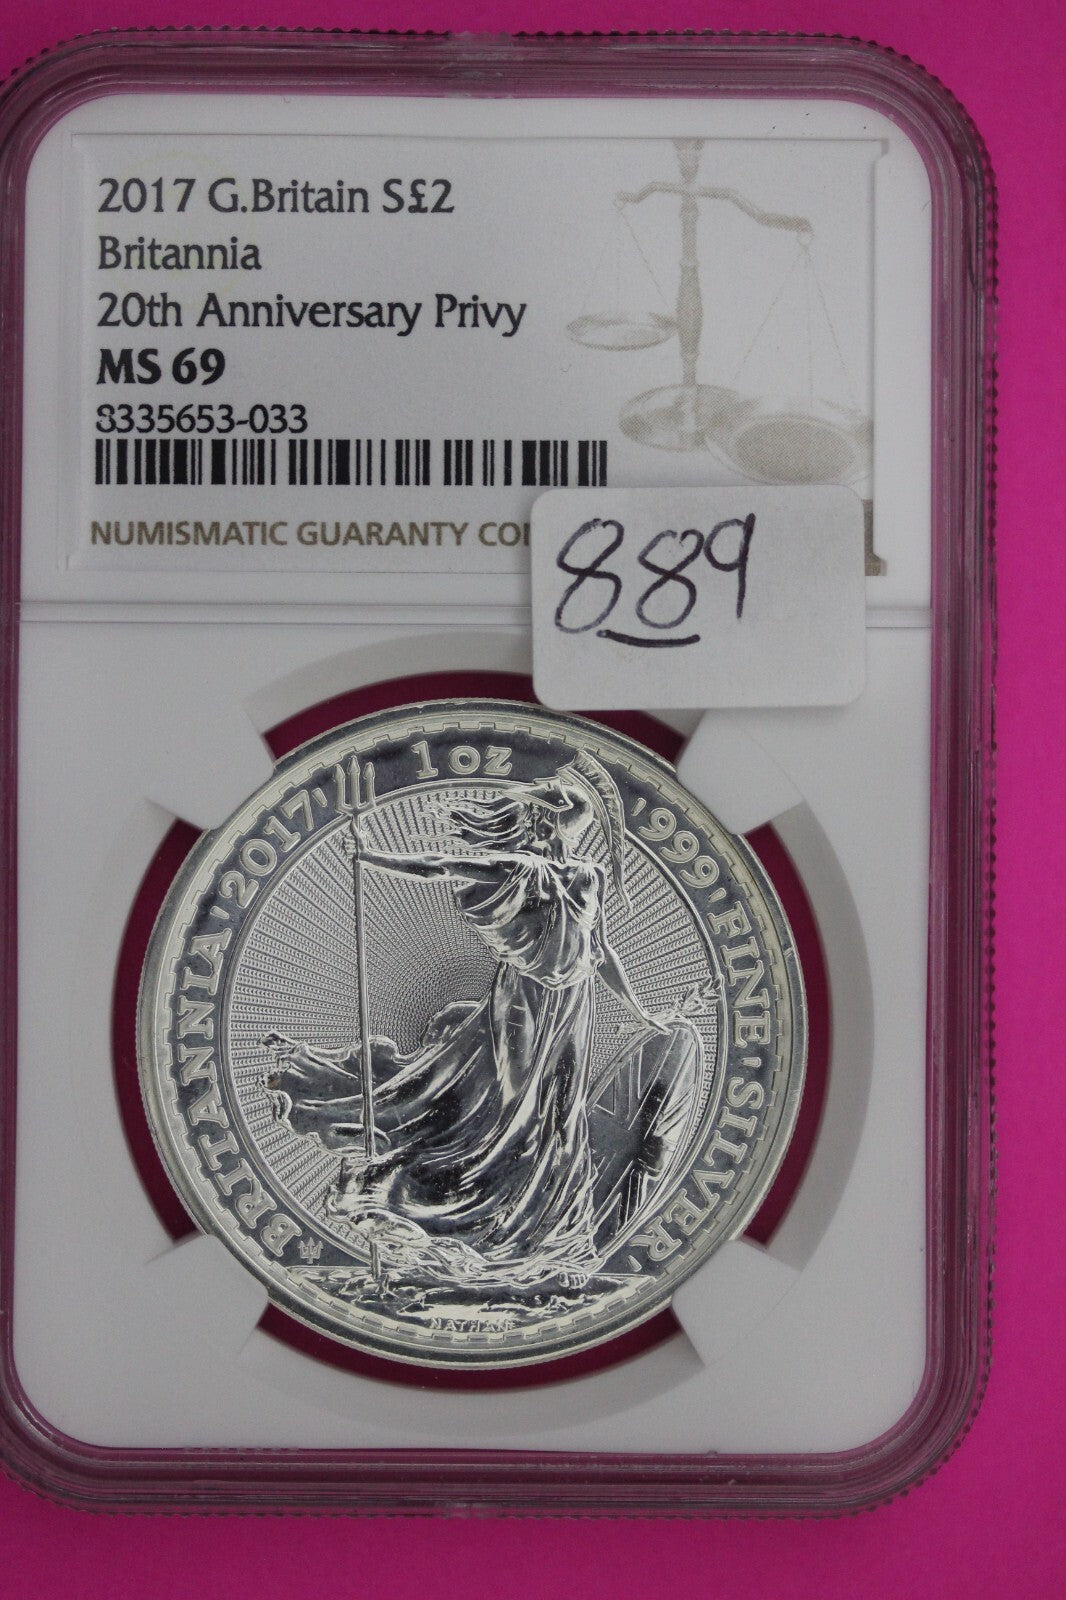 2017 G.Britain S£2
Britannia
20th Anniversary Privy
MS 69
8335653-033
NUMISMATIC GUARANTY
889
1 OZ
BRITANNIA '2017' '999' FINE 'SILVER'
NATHAN